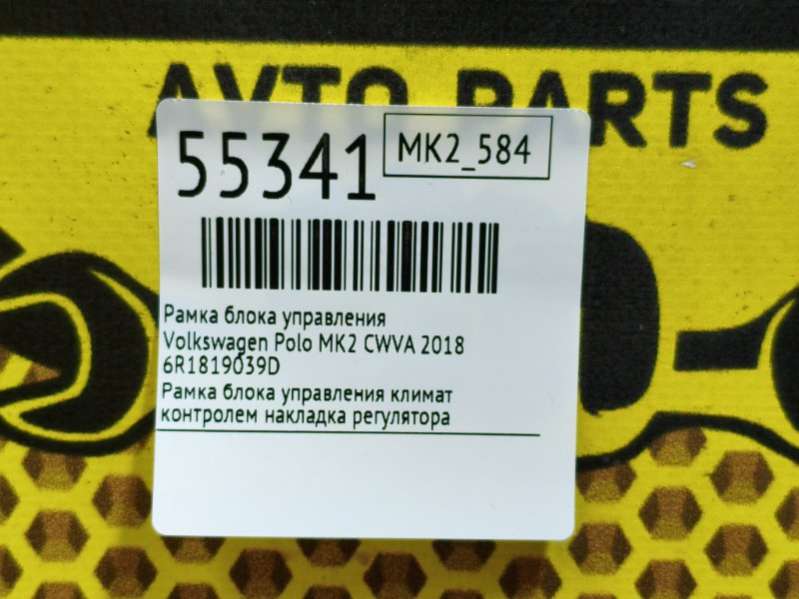 AVTO PARTS
55341
MK2_584
Рамка блока управления
Volkswagen Polo MK2 CWVA 2018
6R1819039D
Рамка блока управления климат
контролем накладка регулятора